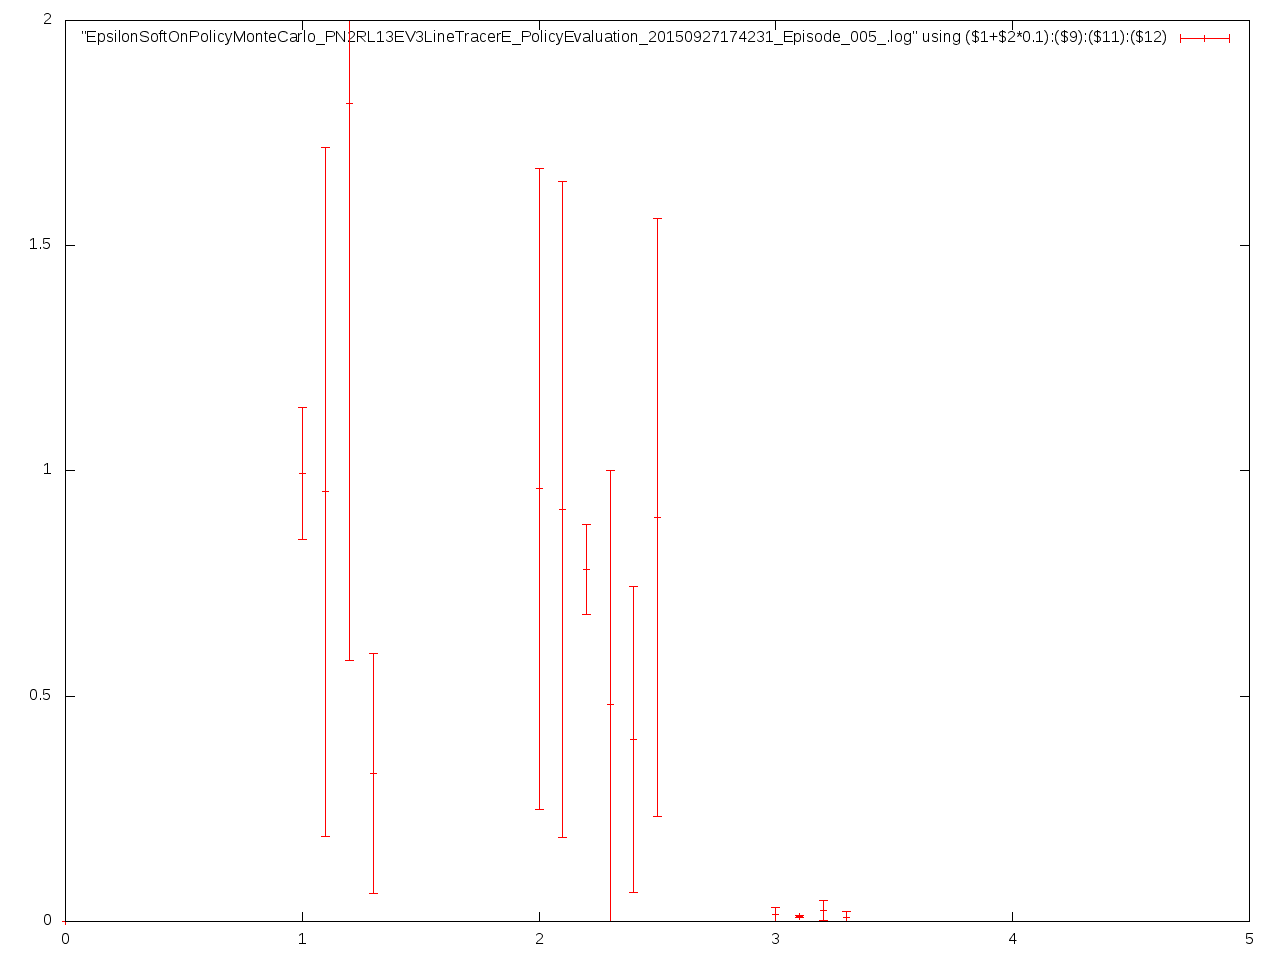 2
"EpsilonSoftOnPolicyMonteCarlo_PN2RL13EV3LineTracerE_PolicyEvaluation_20150927174231_Episode_005_.log" using ($1+$2*0.1):($9):($11):($12)
1.5
1
0.5
0
0 1 2 3 4 5